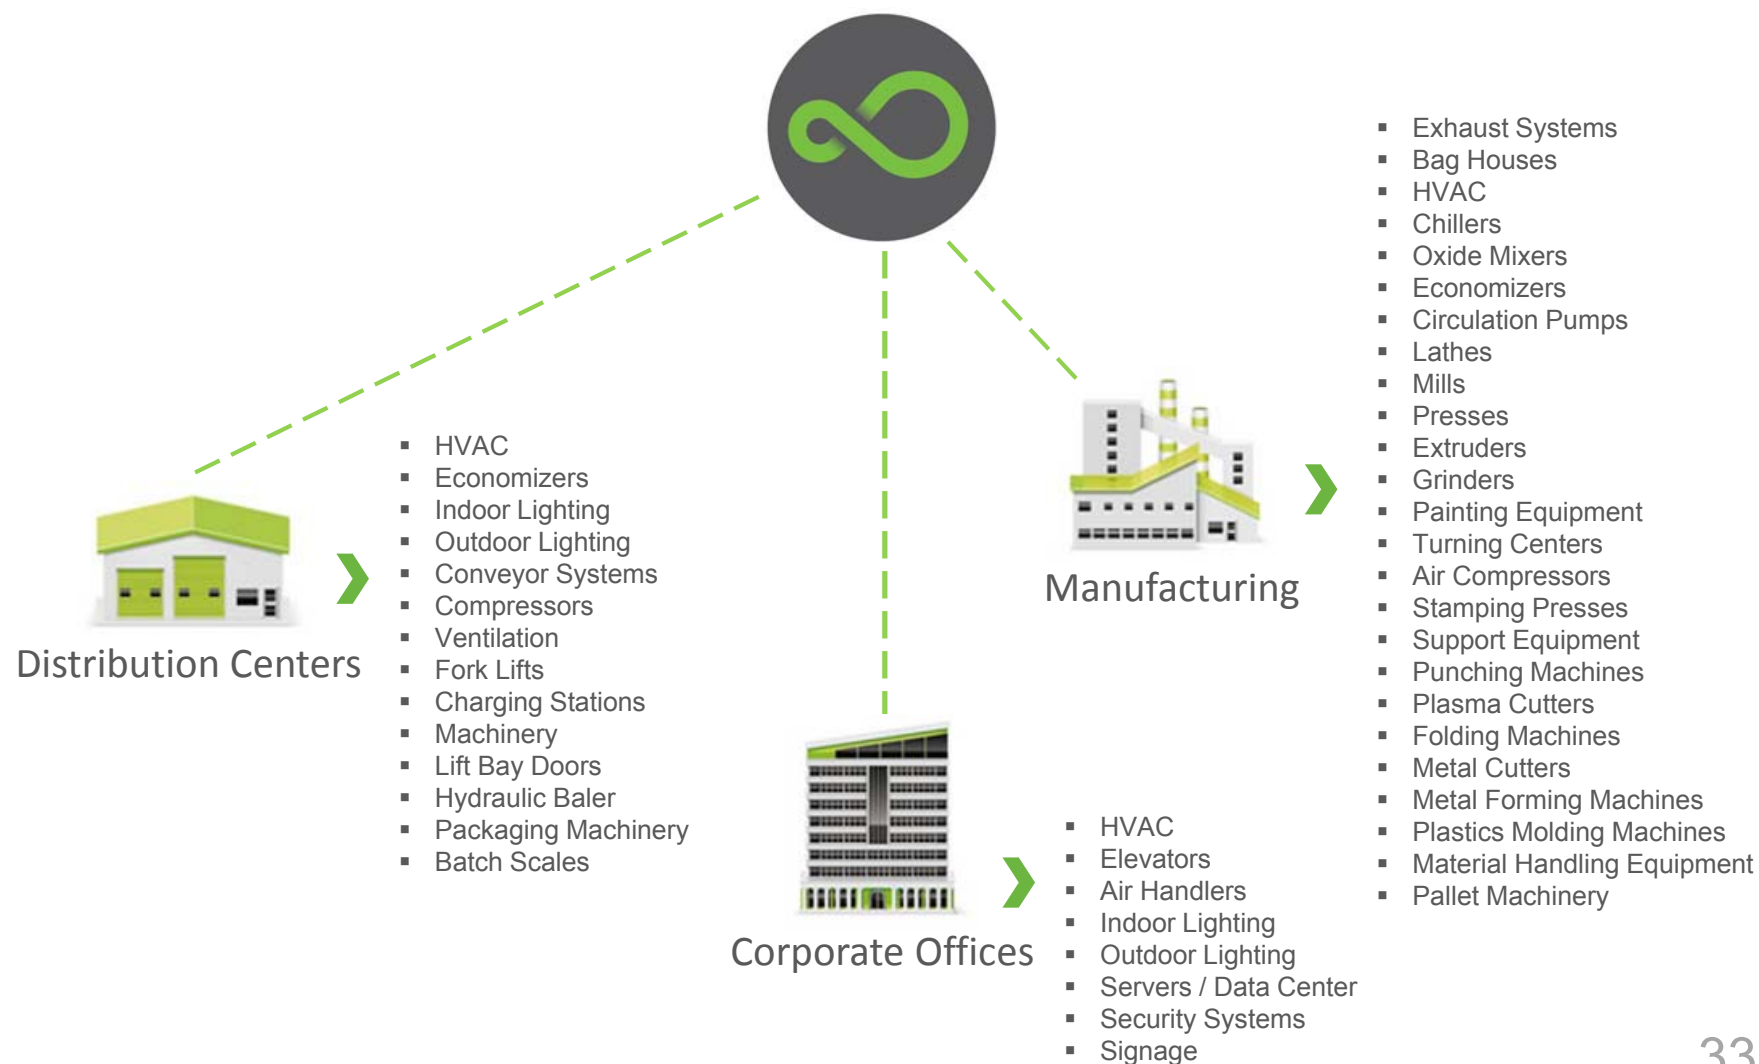 Distribution Centers
▪ HVAC
▪ Economizers
▪ Indoor Lighting
▪ Outdoor Lighting
▪ Conveyor Systems
▪ Compressors
▪ Ventilation
▪ Fork Lifts
▪ Charging Stations
▪ Machinery
▪ Lift Bay Doors
▪ Hydraulic Baler
▪ Packaging Machinery
▪ Batch Scales
Corporate Offices
▪ HVAC
▪ Elevators
▪ Air Handlers
▪ Indoor Lighting
▪ Outdoor Lighting
▪ Servers / Data Center
▪ Security Systems
▪ Signage
Manufacturing
▪ Exhaust Systems
▪ Bag Houses
▪ HVAC
▪ Chillers
▪ Oxide Mixers
▪ Economizers
▪ Circulation Pumps
▪ Lathes
▪ Mills
▪ Presses
▪ Extruders
▪ Grinders
▪ Painting Equipment
▪ Turning Centers
▪ Air Compressors
▪ Stamping Presses
▪ Support Equipment
▪ Punching Machines
▪ Plasma Cutters
▪ Folding Machines
▪ Metal Cutters
▪ Metal Forming Machines
▪ Plastics Molding Machines
▪ Material Handling Equipment
▪ Pallet Machinery
33